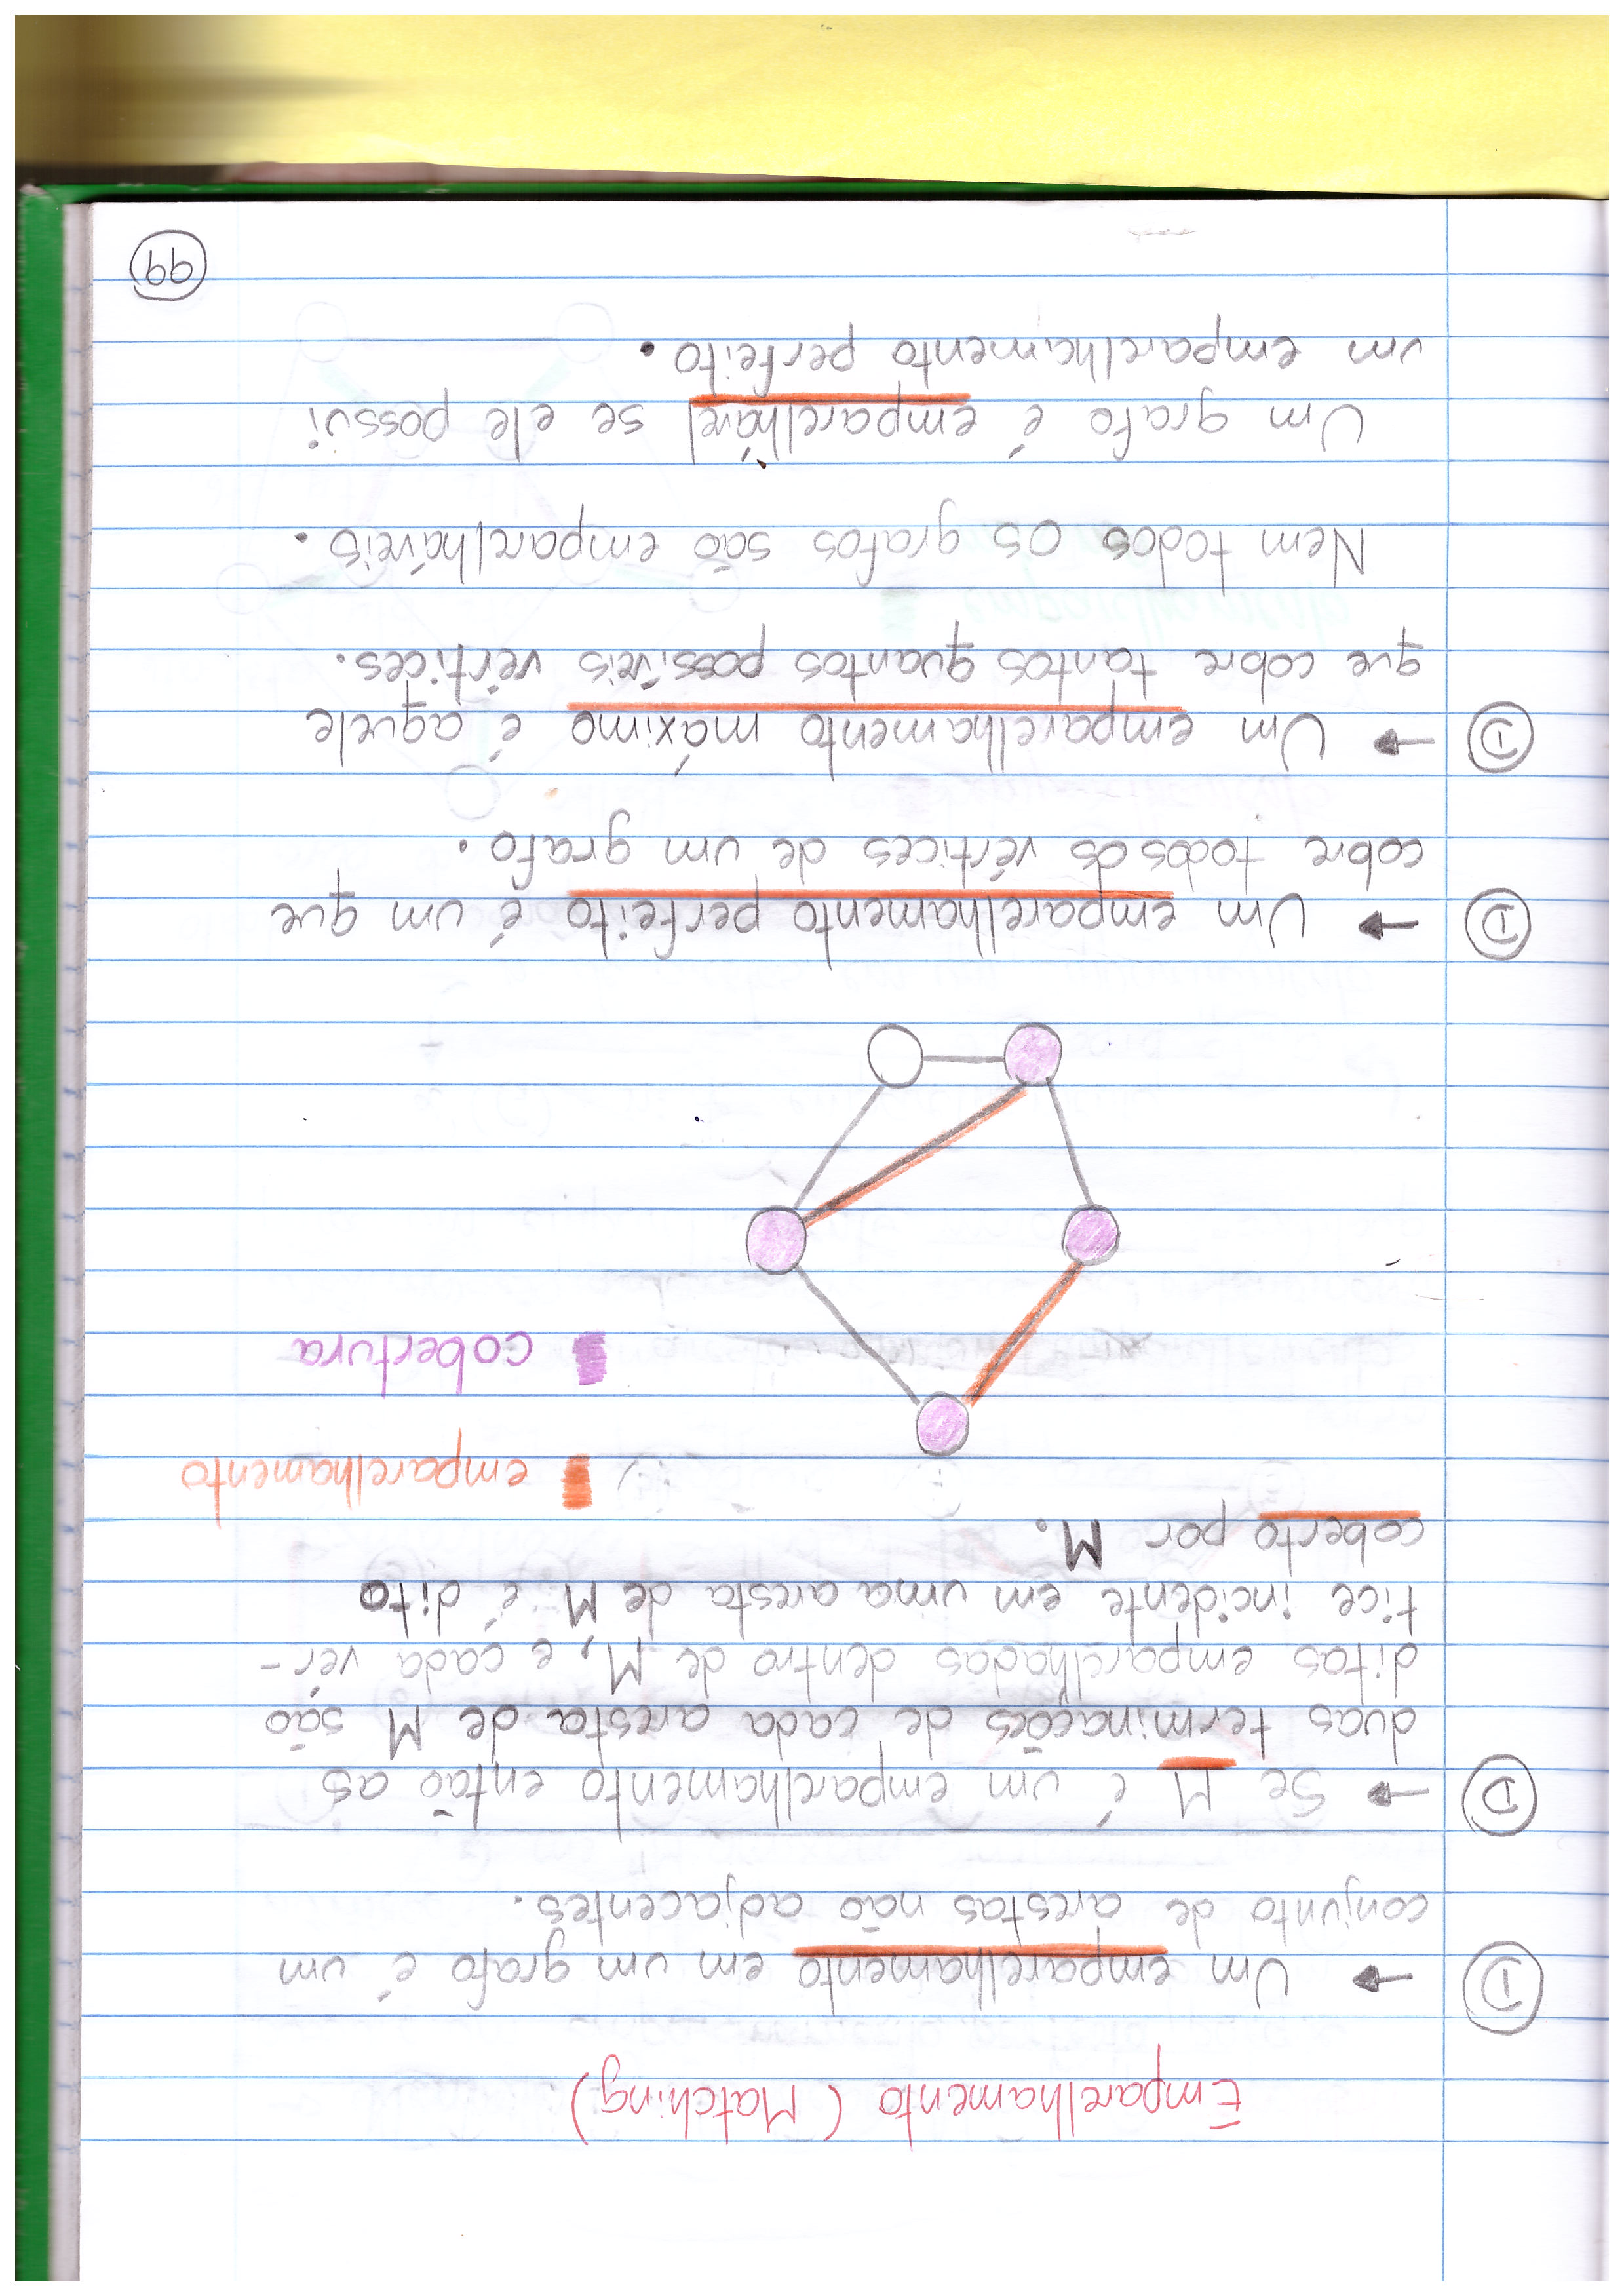 Emparelhamento (Matching)
D → Um emparelhamento em um grafo é um
conjunto de arestas não adjacentes.
D → Se M é um emparelhamento então as
duas terminações de cada aresta de M são
ditas emparelhadas dentro de M, e cada vér-
tice incidente em uma aresta de M é dito
coberto por M.
emparelhamento
cobertura
D → Um emparelhamento perfeito é um que
cobre todos os vértices de um grafo.
D → Um emparelhamento máximo é aquele
que cobre tantos quantos possíveis vértices.
Nem todos os grafos são emparelháveis.
Um grafo é emparelhável se ele possui
um emparelhamento perfeito.
99